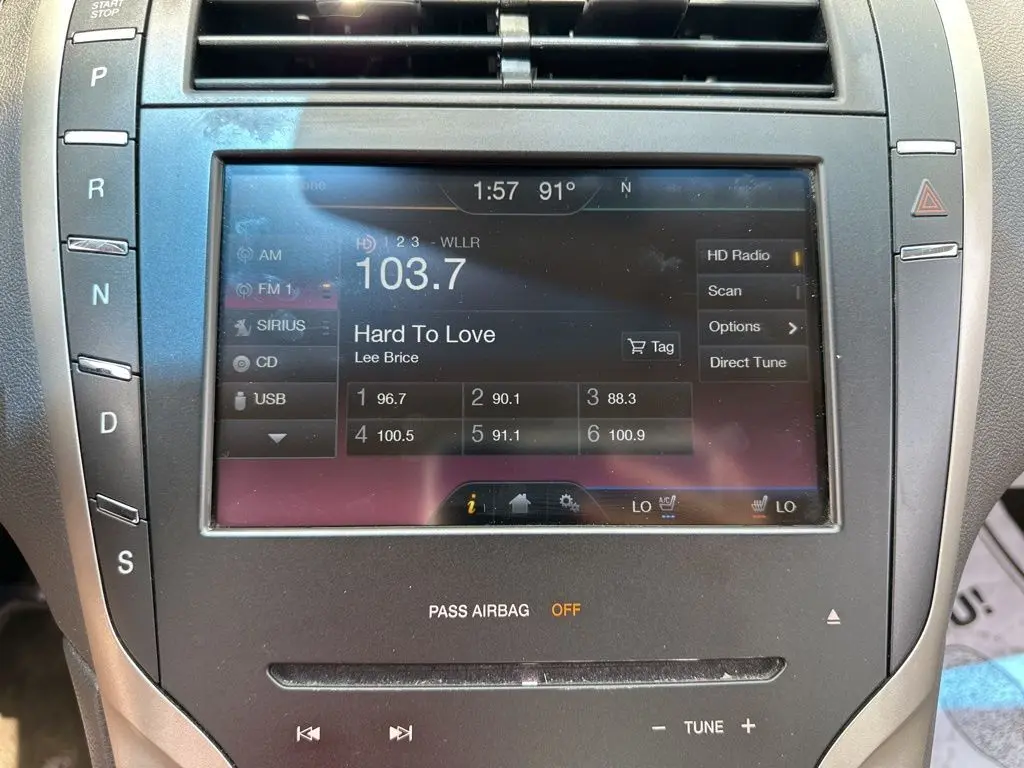 START
STOP
P
R
N
D
S
1:57 91° N
HD 1 2 3 - WLLR
103.7
AM
FM 1
SIRIUS
CD
USB
Hard To Love
Lee Brice
Tag
1 96.7 2 90.1 3 88.3
4 100.5 5 91.1 6 100.9
HD Radio
Scan
Options
Direct Tune
i
LO A/C LO
PASS AIRBAG OFF
− TUNE +
U!